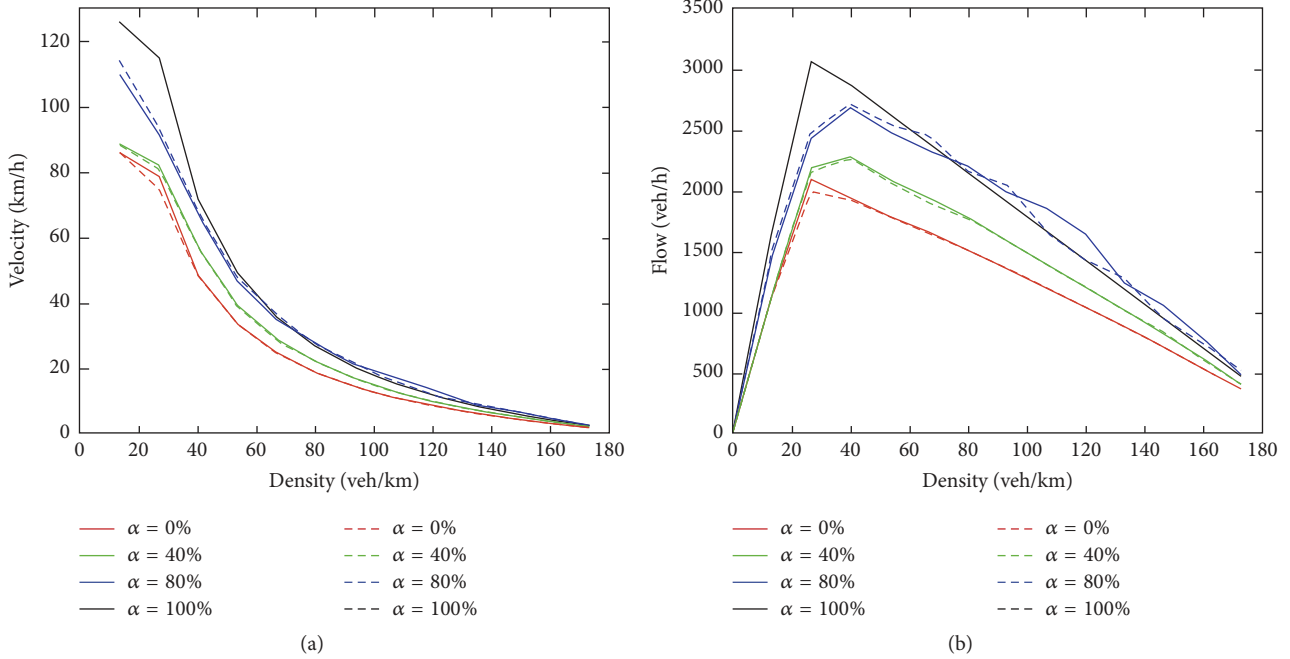 120
100
80
60
40
20
0
Velocity (km/h)
0 20 40 60 80 100 120 140 160 180
Density (veh/km)
α = 0%
α = 40%
α = 80%
α = 100%
α = 0%
α = 40%
α = 80%
α = 100%
(a)
3500
3000
2500
2000
1500
1000
500
0
Flow (veh/h)
0 20 40 60 80 100 120 140 160 180
Density (veh/km)
α = 0%
α = 40%
α = 80%
α = 100%
α = 0%
α = 40%
α = 80%
α = 100%
(b)